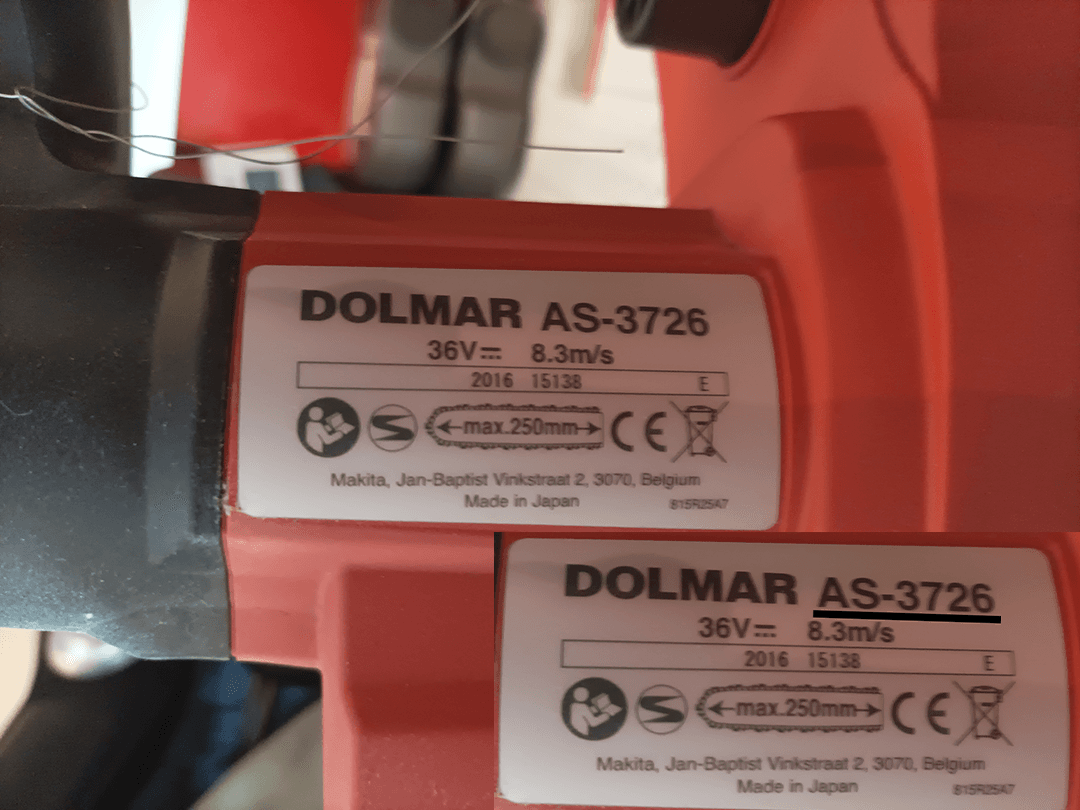 DOLMAR AS-3726
36V 8.3m/s
2016 15138 E
max.250mm CE
Makita, Jan-Baptist Vinkstraat 2, 3070, Belgium
Made in Japan 815R25A7
DOLMAR AS-3726
36V 8.3m/s
2016 15138 E
max.250mm CE
Makita, Jan-Baptist Vinkstraat 2, 3070, Belgium
Made in Japan 815R25A7